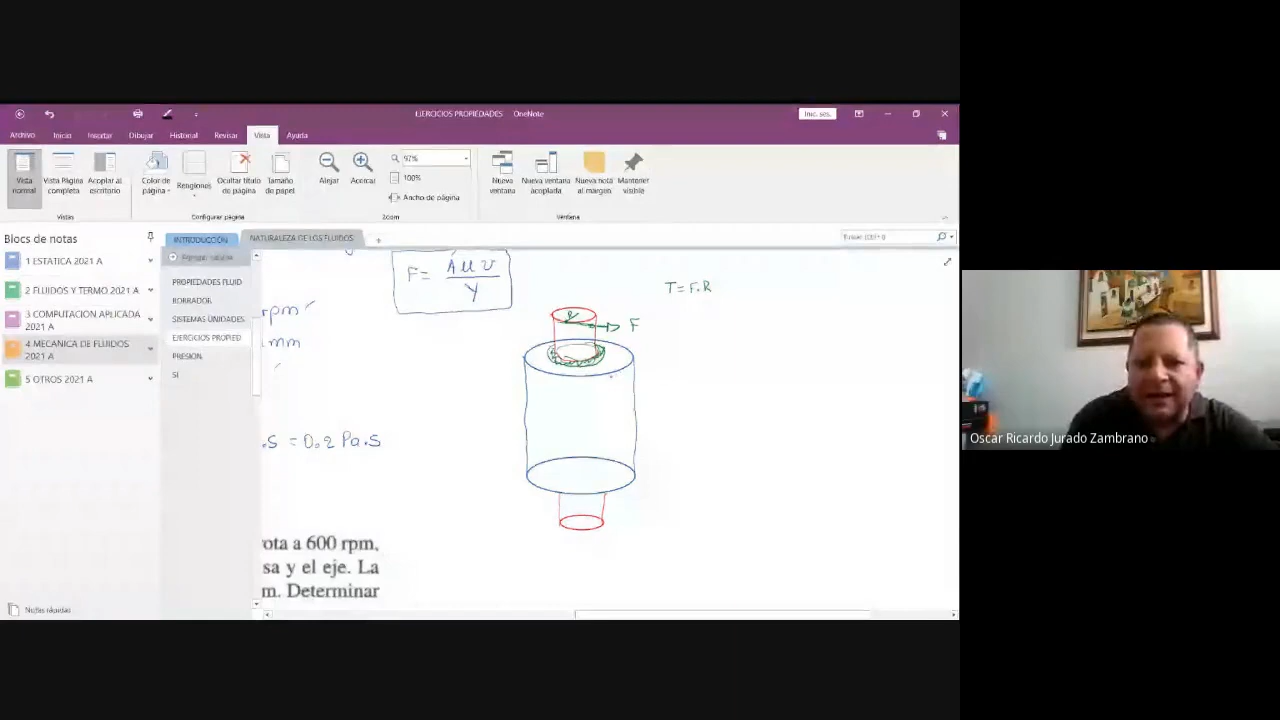 EJERCICIOS PROPIEDADES - OneNote
Inic. ses.
Archivo Inicio Insertar Dibujar Historial Revisar Vista Ayuda
Vista normal
Vista Página completa
Acoplar al escritorio
Color de página
Renglones
Ocultar título de página
Tamaño de papel
Alejar
Acercar
97%
100%
Ancho de página
Nueva ventana
Nueva ventana acoplada
Nueva nota al margen
Mantener visible
Vistas
Configurar página
Zoom
Ventana
Blocs de notas
INTRODUCCIÓN
NATURALEZA DE LOS FLUIDOS
1 ESTATICA 2021 A
2 FLUIDOS Y TERMO 2021 A
3 COMPUTACION APLICADA 2021 A
4 MECANICA DE FLUIDOS 2021 A
5 OTROS 2021 A
Notas rápidas
PROPIEDADES FLUID
BORRADOR
SISTEMAS UNIDADES
EJERCICIOS PROPIED
PRESION
SI
F = A μ v / y
T = F.R
rpm
F
mm
.s = 0.2 Pa.s
rota a 600 rpm,
sa y el eje. La
m. Determinar
Oscar Ricardo Jurado Zambrano